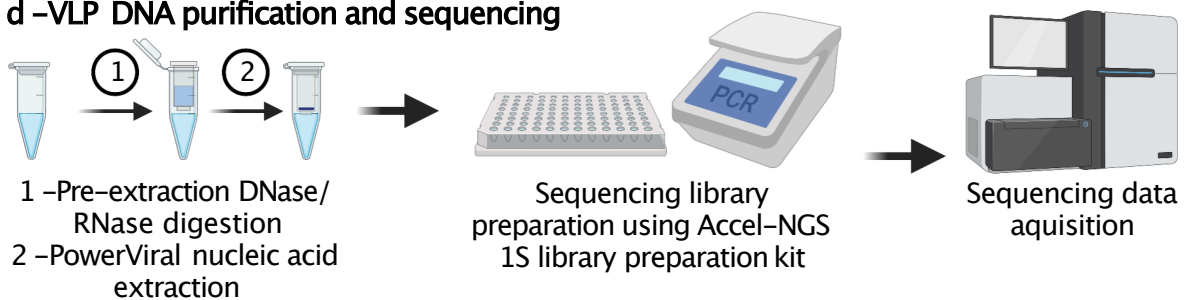 d –VLP DNA purification and sequencing
1
2
PCR
1 –Pre–extraction DNase/
RNase digestion
2 –PowerViral nucleic acid
extraction
Sequencing library
preparation using Accel–NGS
1S library preparation kit
Sequencing data
aquisition